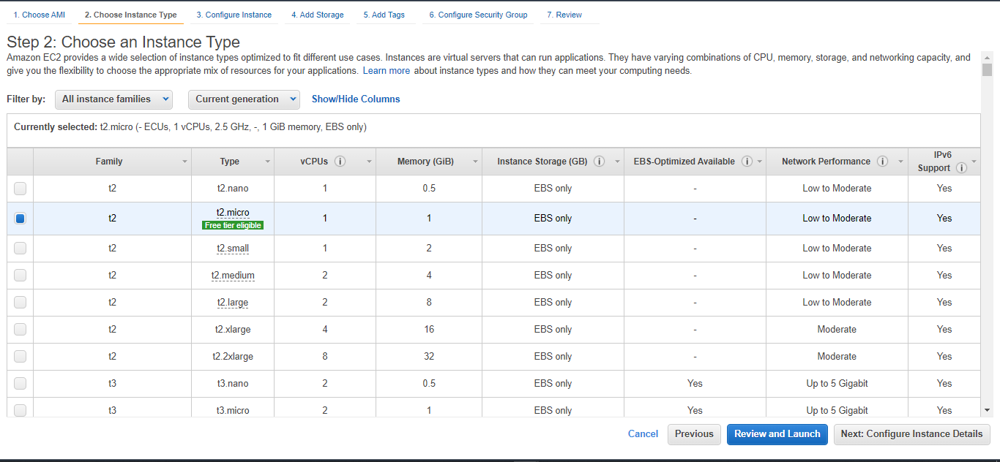 1. Choose AMI 2. Choose Instance Type 3. Configure Instance 4. Add Storage 5. Add Tags 6. Configure Security Group 7. Review
Step 2: Choose an Instance Type
Amazon EC2 provides a wide selection of instance types optimized to fit different use cases. Instances are virtual servers that can run applications. They have varying combinations of CPU, memory, storage, and networking capacity, and
give you the flexibility to choose the appropriate mix of resources for your applications. Learn more about instance types and how they can meet your computing needs.
Filter by: All instance families Current generation Show/Hide Columns
Currently selected: t2.micro (- ECUs, 1 vCPUs, 2.5 GHz, -, 1 GiB memory, EBS only)
Family Type vCPUs i Memory (GiB) Instance Storage (GB) i EBS-Optimized Available i Network Performance i IPv6 Support i
t2 t2.nano 1 0.5 EBS only - Low to Moderate Yes
t2 t2.micro Free tier eligible 1 1 EBS only - Low to Moderate Yes
t2 t2.small 1 2 EBS only - Low to Moderate Yes
t2 t2.medium 2 4 EBS only - Low to Moderate Yes
t2 t2.large 2 8 EBS only - Low to Moderate Yes
t2 t2.xlarge 4 16 EBS only - Moderate Yes
t2 t2.2xlarge 8 32 EBS only - Moderate Yes
t3 t3.nano 2 0.5 EBS only Yes Up to 5 Gigabit Yes
t3 t3.micro 2 1 EBS only Yes Up to 5 Gigabit Yes
Cancel Previous Review and Launch Next: Configure Instance Details